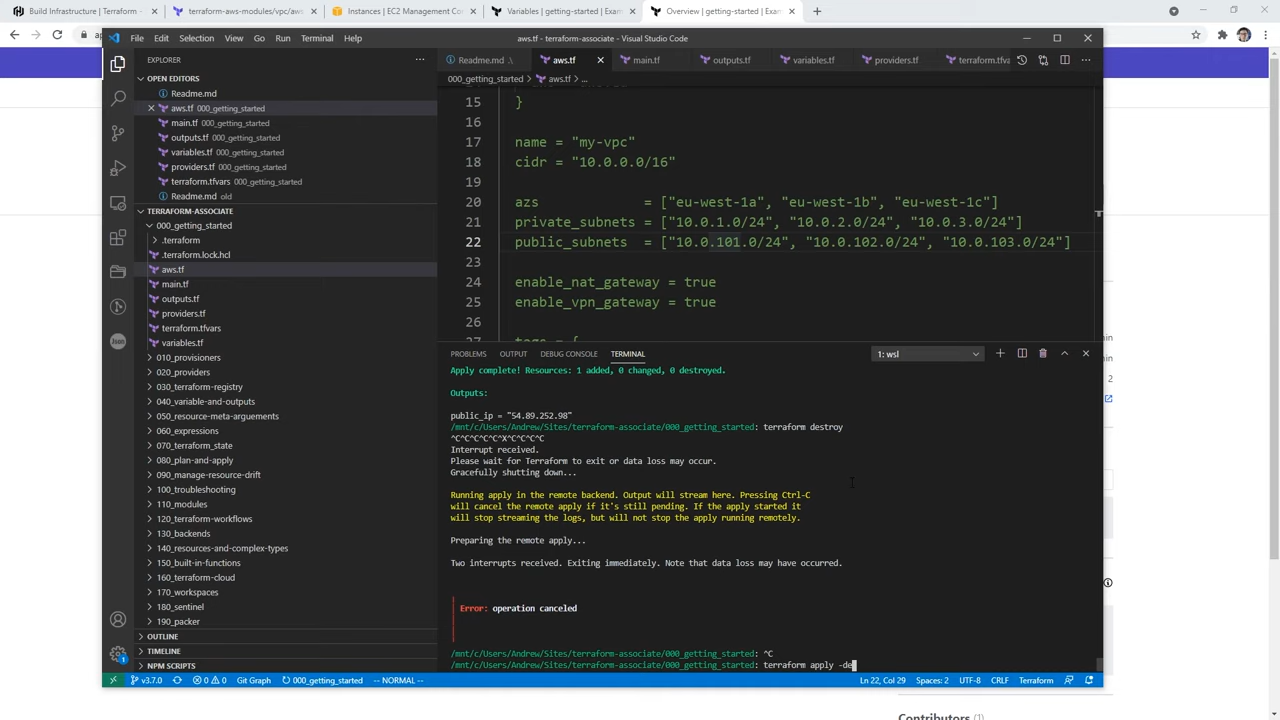 Build Infrastructure | Terraform
terraform-aws-modules/vpc/aws
Instances | EC2 Management Con
Variables | getting-started | Exam
Overview | getting-started | Exam
app.
File Edit Selection View Go Run Terminal Help
aws.tf - terraform-associate - Visual Studio Code
EXPLORER
OPEN EDITORS
Readme.md
aws.tf 000_getting_started
main.tf 000_getting_started
outputs.tf 000_getting_started
variables.tf 000_getting_started
providers.tf 000_getting_started
terraform.tfvars 000_getting_started
Readme.md old
TERRAFORM-ASSOCIATE
000_getting_started
.terraform
.terraform.lock.hcl
aws.tf
main.tf
outputs.tf
providers.tf
terraform.tfvars
variables.tf
010_provisioners
020_providers
030_terraform-registry
040_variable-and-outputs
050_resource-meta-arguements
060_expressions
070_terraform_state
080_plan-and-apply
090_manage-resource-drift
100_troubleshooting
110_modules
120_terraform-workflows
130_backends
140_resources-and-complex-types
150_built-in-functions
160_terraform-cloud
170_workspaces
180_sentinel
190_packer
OUTLINE
TIMELINE
NPM SCRIPTS
Readme.md .\
aws.tf
main.tf
outputs.tf
variables.tf
providers.tf
terraform.tfva
000_getting_started > aws.tf > ...
15 }
16
17 name = "my-vpc"
18 cidr = "10.0.0.0/16"
19
20 azs = ["eu-west-1a", "eu-west-1b", "eu-west-1c"]
21 private_subnets = ["10.0.1.0/24", "10.0.2.0/24", "10.0.3.0/24"]
22 public_subnets = ["10.0.101.0/24", "10.0.102.0/24", "10.0.103.0/24"]
23
24 enable_nat_gateway = true
25 enable_vpn_gateway = true
26
27 tags = {
PROBLEMS OUTPUT DEBUG CONSOLE TERMINAL
1: wsl
Apply complete! Resources: 1 added, 0 changed, 0 destroyed.
Outputs:
public_ip = "54.89.252.98"
/mnt/c/Users/Andrew/Sites/terraform-associate/000_getting_started: terraform destroy
^C^C^C^C^C^X^C^C^C^C
Interrupt received.
Please wait for Terraform to exit or data loss may occur.
Gracefully shutting down...
Running apply in the remote backend. Output will stream here. Pressing Ctrl-C
will cancel the remote apply if it's still pending. If the apply started it
will stop streaming the logs, but will not stop the apply running remotely.
Preparing the remote apply...
Two interrupts received. Exiting immediately. Note that data loss may have occurred.
Error: operation canceled
/mnt/c/Users/Andrew/Sites/terraform-associate/000_getting_started: ^C
/mnt/c/Users/Andrew/Sites/terraform-associate/000_getting_started: terraform apply -de
v3.7.0 0 0 Git Graph 000_getting_started -- NORMAL --
Ln 22, Col 29 Spaces: 2 UTF-8 CRLF Terraform
Contributors (1)